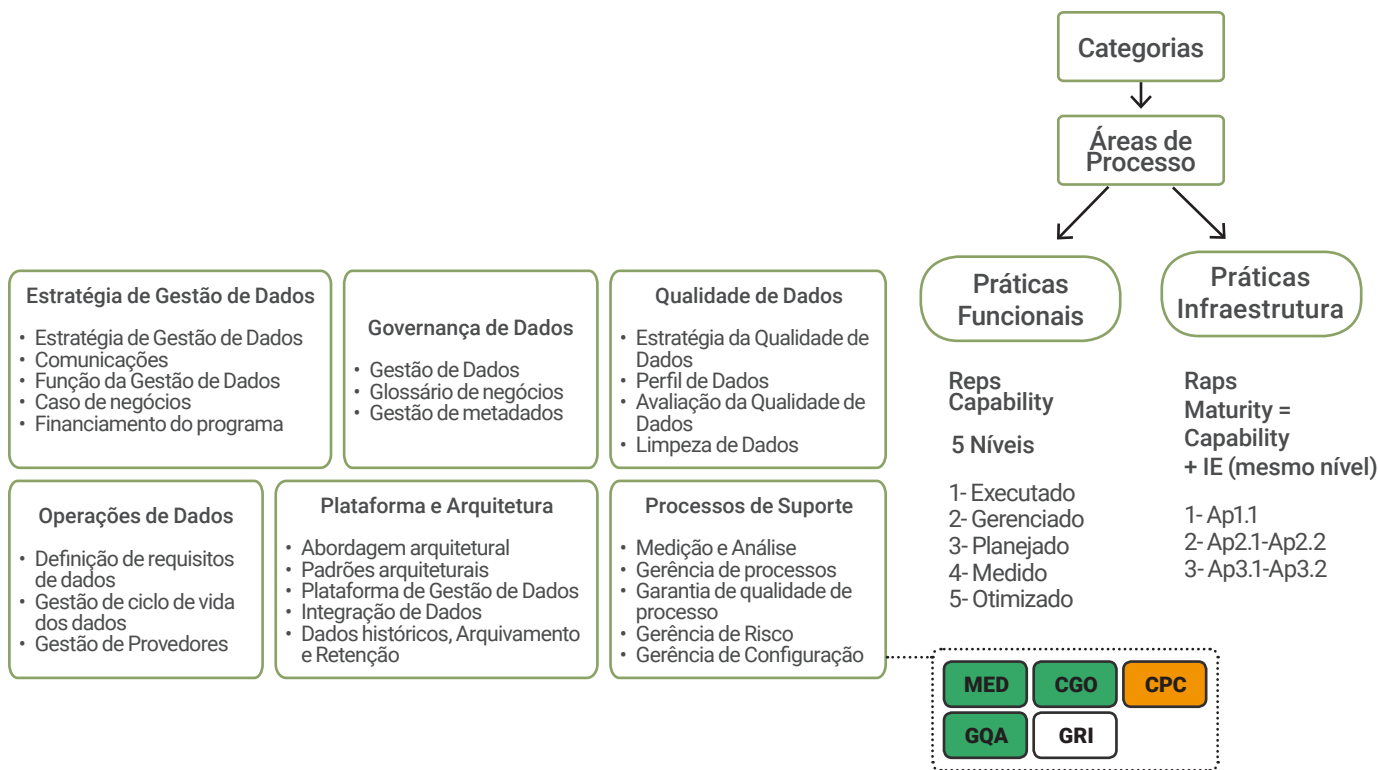 Categorias
Áreas de
Processo
Práticas
Funcionais
Práticas
Infraestrutura
Reps
Capability
5 Níveis
1- Executado
2- Gerenciado
3- Planejado
4- Medido
5- Otimizado
Raps
Maturity =
Capability
+ IE (mesmo nível)
1- Ap1.1
2- Ap2.1-Ap2.2
3- Ap3.1-Ap3.2
Estratégia de Gestão de Dados
• Estratégia de Gestão de Dados
• Comunicações
• Função da Gestão de Dados
• Caso de negócios
• Financiamento do programa
Governança de Dados
• Gestão de Dados
• Glossário de negócios
• Gestão de metadados
Qualidade de Dados
• Estratégia da Qualidade de
Dados
• Perfil de Dados
• Avaliação da Qualidade de
Dados
• Limpeza de Dados
Operações de Dados
• Definição de requisitos
de dados
• Gestão de ciclo de vida
dos dados
• Gestão de Provedores
Plataforma e Arquitetura
• Abordagem arquitetural
• Padrões arquiteturais
• Plataforma de Gestão de Dados
• Integração de Dados
• Dados históricos, Arquivamento
e Retenção
Processos de Suporte
• Medição e Análise
• Gerência de processos
• Garantia de qualidade de
processo
• Gerência de Risco
• Gerência de Configuração
MED
CGO
CPC
GQA
GRI